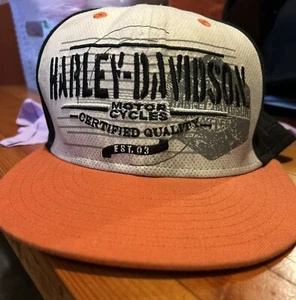 HARLEY-DAVIDSON
MOTOR
CYCLES
CERTIFIED QUALITY
EST. 03